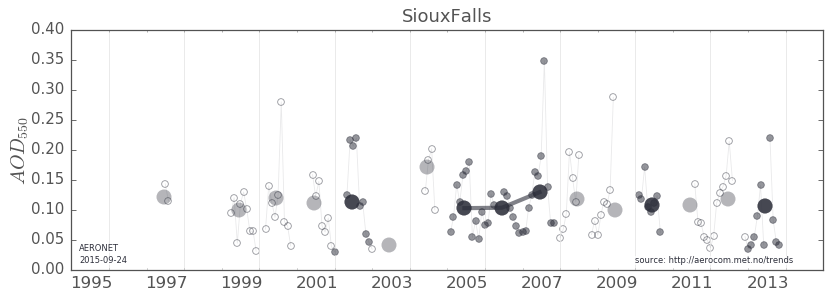 SiouxFalls
0.40
0.35
0.30
0.25
0.20
0.15
0.10
0.05
0.00
AOD550
AERONET
2015-09-24
source: http://aerocom.met.no/trends
1995 1997 1999 2001 2003 2005 2007 2009 2011 2013